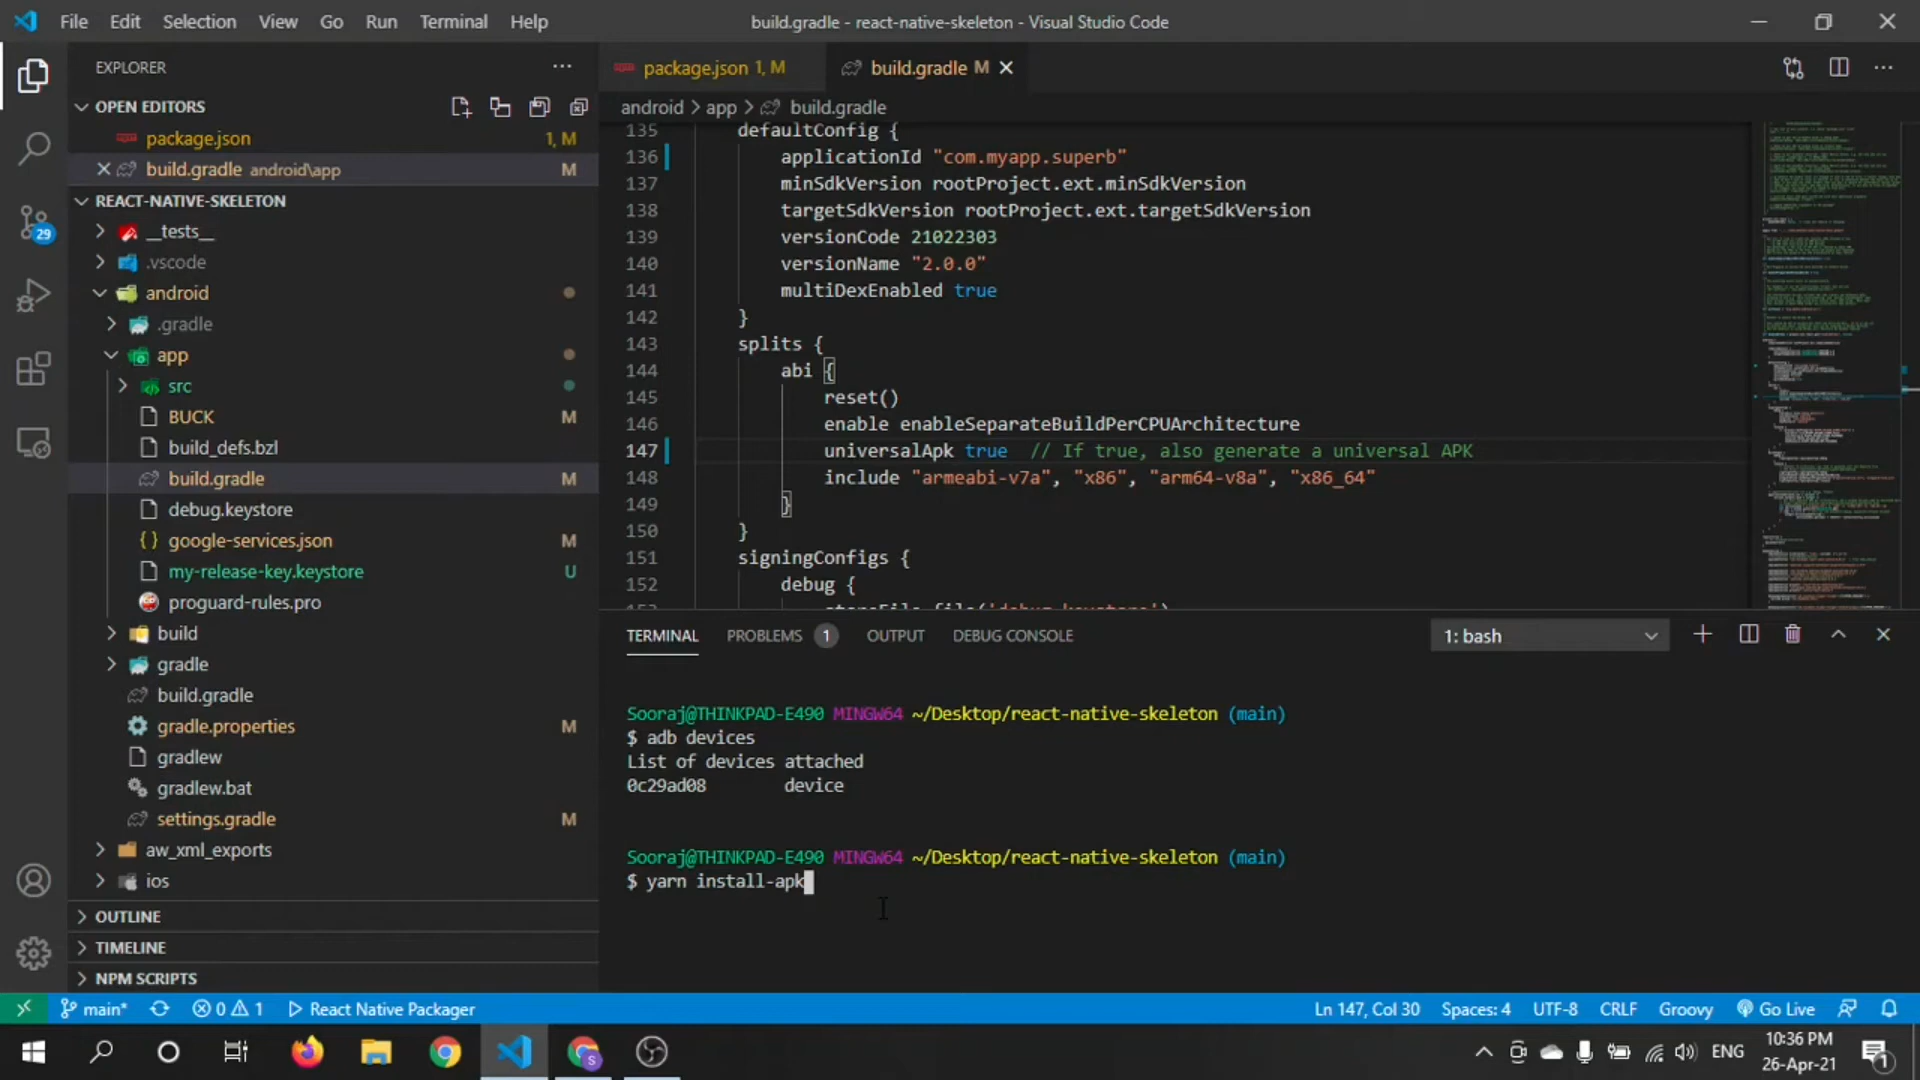 File Edit Selection View Go Run Terminal Help
build.gradle - react-native-skeleton - Visual Studio Code
EXPLORER
OPEN EDITORS
package.json 1, M
build.gradle android\app M
REACT-NATIVE-SKELETON
__tests__
.vscode
android
.gradle
app
src
BUCK M
build_defs.bzl
build.gradle M
debug.keystore
google-services.json M
my-release-key.keystore U
proguard-rules.pro
build
gradle
build.gradle
gradle.properties M
gradlew
gradlew.bat
settings.gradle M
aw_xml_exports
ios
OUTLINE
TIMELINE
NPM SCRIPTS
29
package.json 1, M build.gradle M
android > app > build.gradle
135 defaultConfig {
136 applicationId "com.myapp.superb"
137 minSdkVersion rootProject.ext.minSdkVersion
138 targetSdkVersion rootProject.ext.targetSdkVersion
139 versionCode 21022303
140 versionName "2.0.0"
141 multiDexEnabled true
142 }
143 splits {
144 abi {
145 reset()
146 enable enableSeparateBuildPerCPUArchitecture
147 universalApk true // If true, also generate a universal APK
148 include "armeabi-v7a", "x86", "arm64-v8a", "x86_64"
149 }
150 }
151 signingConfigs {
152 debug {
153 storeFile file('debug.keystore')
TERMINAL PROBLEMS 1 OUTPUT DEBUG CONSOLE 1: bash
Sooraj@THINKPAD-E490 MINGW64 ~/Desktop/react-native-skeleton (main)
$ adb devices
List of devices attached
0c29ad08 device
Sooraj@THINKPAD-E490 MINGW64 ~/Desktop/react-native-skeleton (main)
$ yarn install-apk
main* 0 1 React Native Packager Ln 147, Col 30 Spaces: 4 UTF-8 CRLF Groovy Go Live
ENG 10:36 PM
26-Apr-21
1